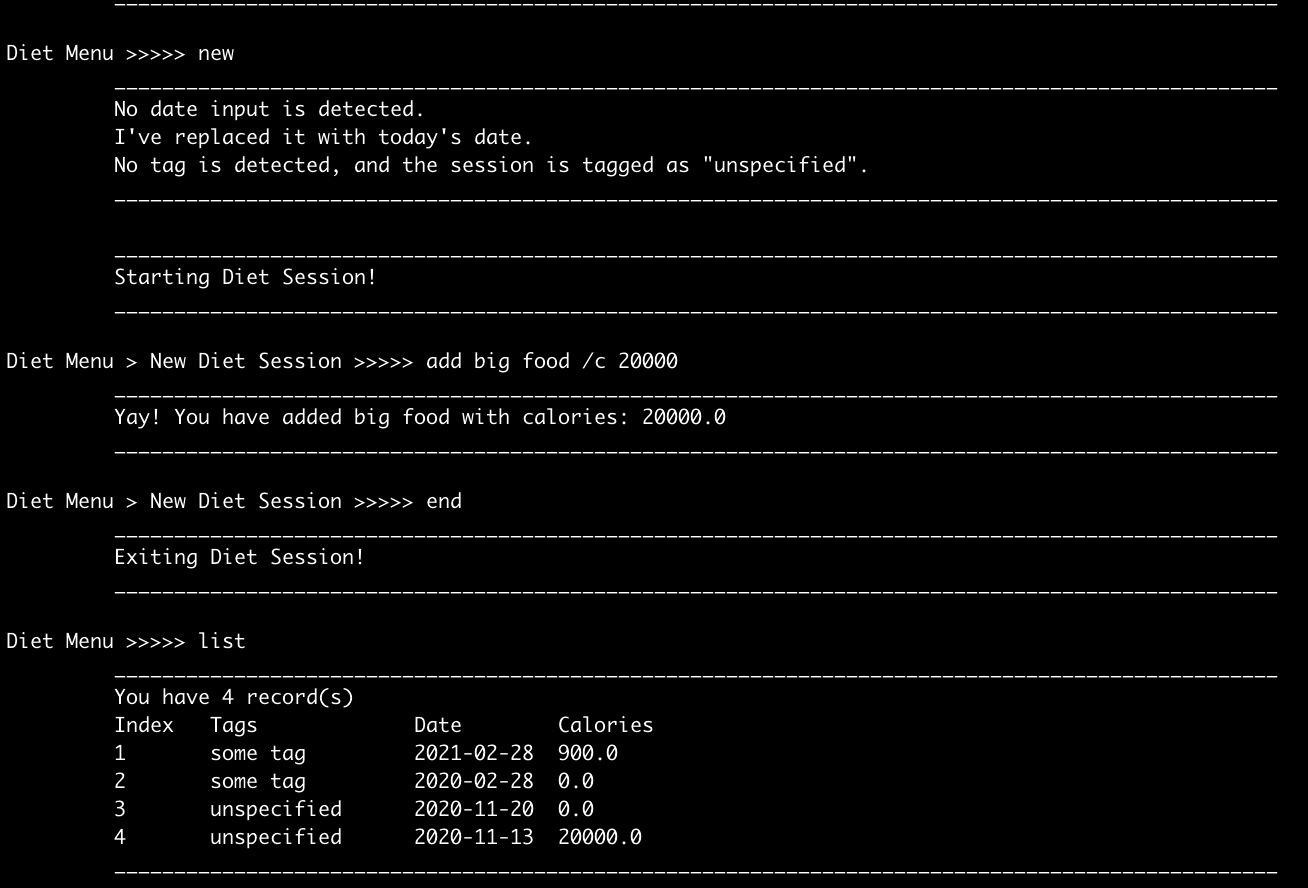 Diet Menu >>>>> new
No date input is detected.
I've replaced it with today's date.
No tag is detected, and the session is tagged as "unspecified".
Starting Diet Session!
Diet Menu > New Diet Session >>>>> add big food /c 20000
Yay! You have added big food with calories: 20000.0
Diet Menu > New Diet Session >>>>> end
Exiting Diet Session!
Diet Menu >>>>> list
You have 4 record(s)
Index Tags Date Calories
1 some tag 2021-02-28 900.0
2 some tag 2020-02-28 0.0
3 unspecified 2020-11-20 0.0
4 unspecified 2020-11-13 20000.0